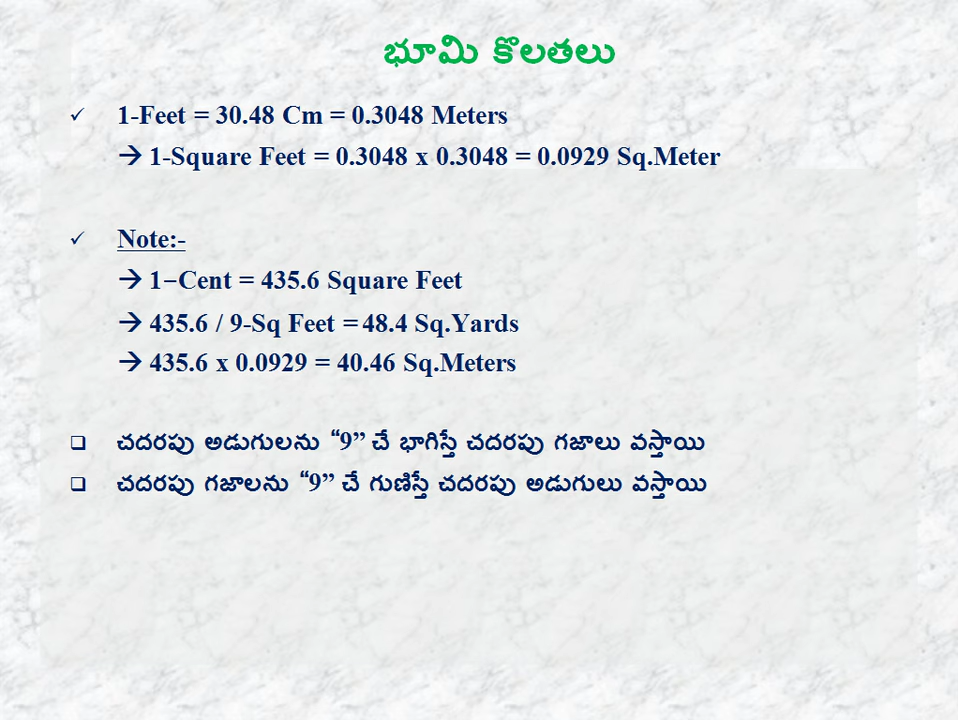 భూమి కొలతలు
✓ 1-Feet = 30.48 Cm = 0.3048 Meters
→ 1-Square Feet = 0.3048 x 0.3048 = 0.0929 Sq.Meter
✓ Note:-
→ 1–Cent = 435.6 Square Feet
→ 435.6 / 9-Sq Feet = 48.4 Sq.Yards
→ 435.6 x 0.0929 = 40.46 Sq.Meters
❑ చదరపు అడుగులను “9” చే భాగిస్తే చదరపు గజాలు వస్తాయి
❑ చదరపు గజాలను “9” చే గుణిస్తే చదరపు అడుగులు వస్తాయి